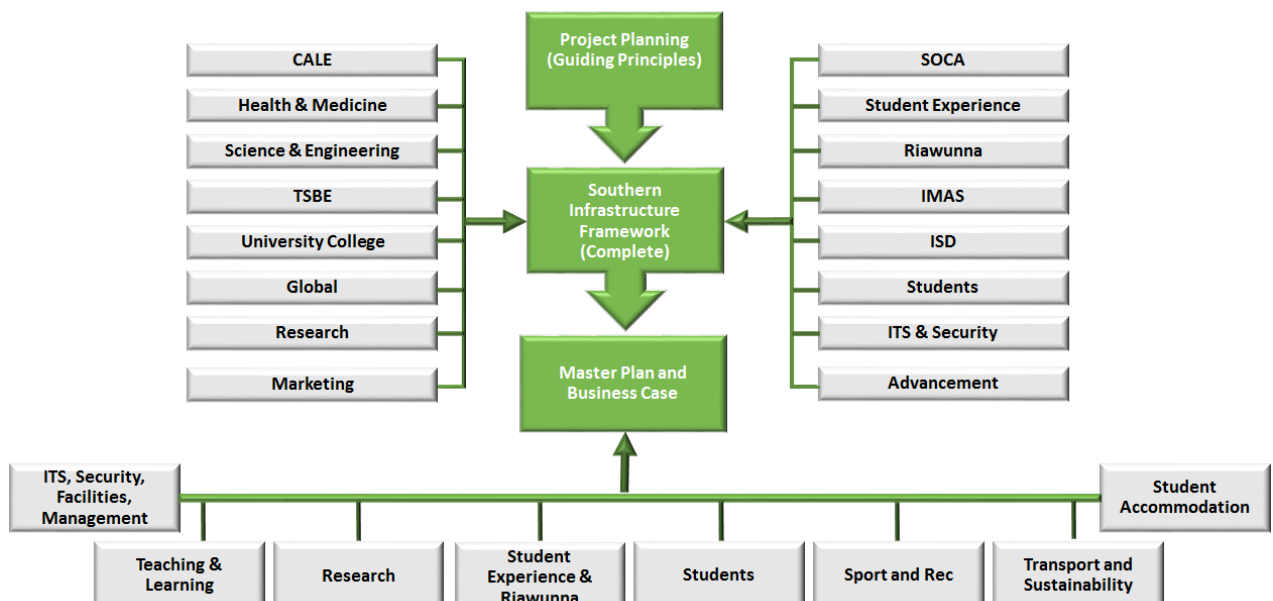 Project Planning
(Guiding Principles)
CALE
Health & Medicine
Science & Engineering
TSBE
University College
Global
Research
Marketing
Southern
Infrastructure
Framework
(Complete)
SOCA
Student Experience
Riawunna
IMAS
ISD
Students
ITS & Security
Advancement
Master Plan and
Business Case
ITS, Security,
Facilities,
Management
Teaching &
Learning
Research
Student
Experience &
Riawunna
Students
Sport and Rec
Transport and
Sustainability
Student
Accommodation